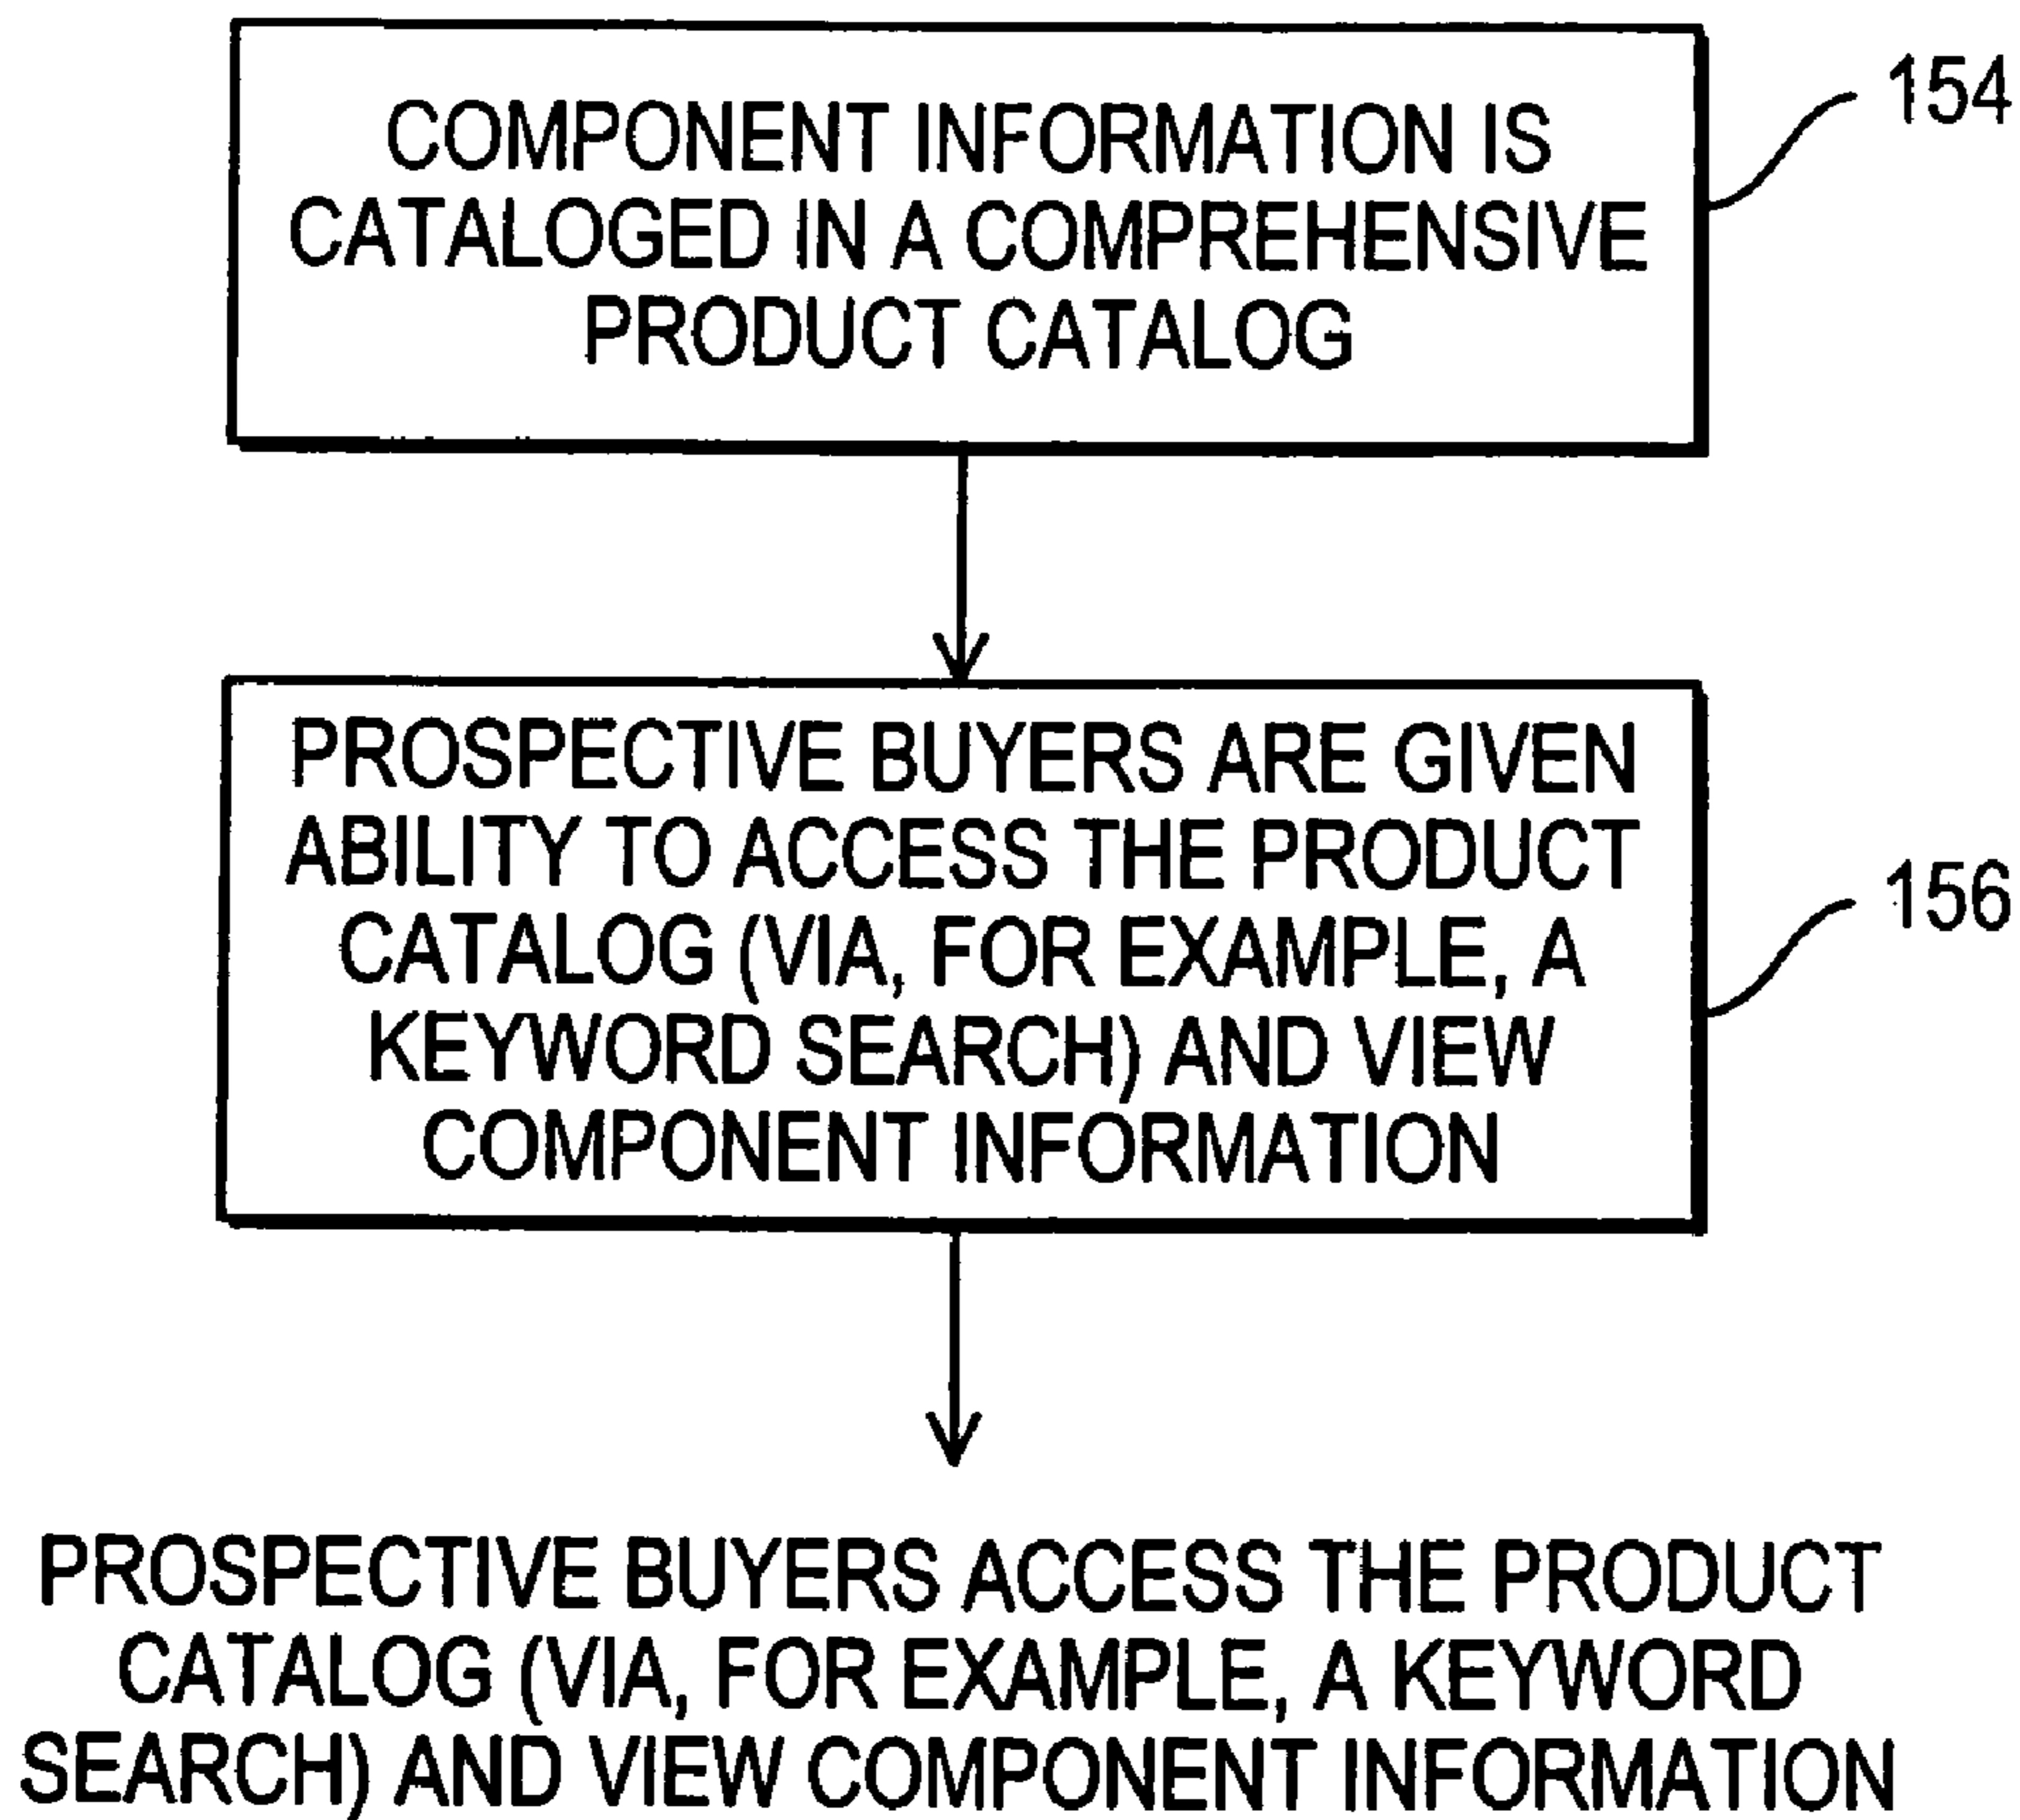 COMPONENT INFORMATION IS
CATALOGED IN A COMPREHENSIVE
PRODUCT CATALOG
154
PROSPECTIVE BUYERS ARE GIVEN
ABILITY TO ACCESS THE PRODUCT
CATALOG (VIA, FOR EXAMPLE, A
KEYWORD SEARCH) AND VIEW
COMPONENT INFORMATION
156
PROSPECTIVE BUYERS ACCESS THE PRODUCT
CATALOG (VIA, FOR EXAMPLE, A KEYWORD
SEARCH) AND VIEW COMPONENT INFORMATION